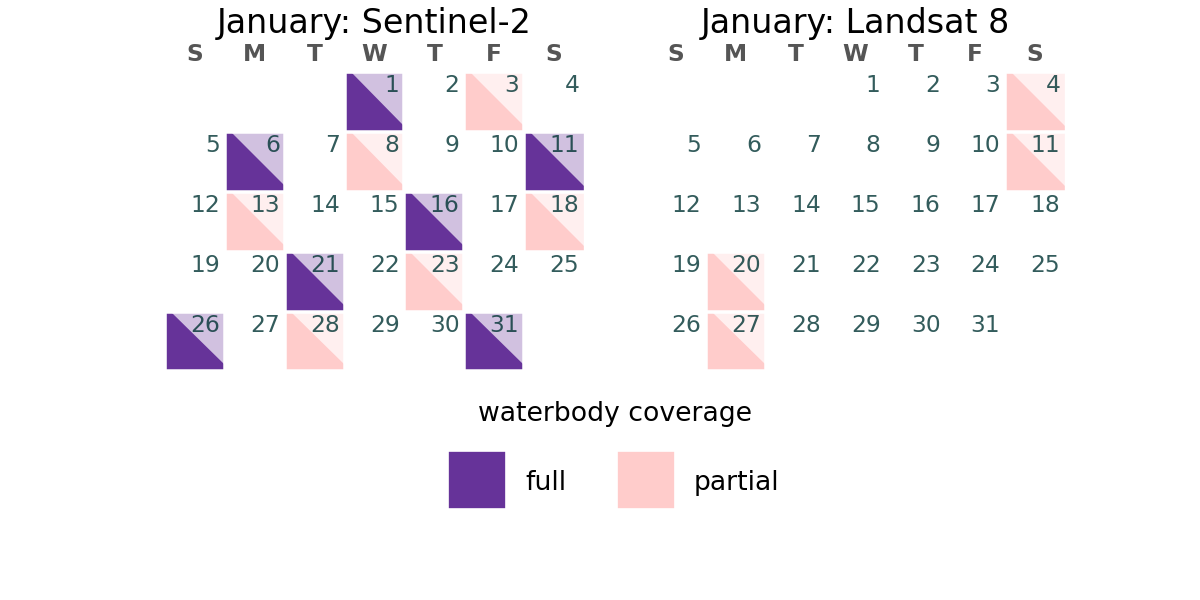 January: Sentinel-2
S M T W T F S
1 2 3 4
5 6 7 8 9 10 11
12 13 14 15 16 17 18
19 20 21 22 23 24 25
26 27 28 29 30 31
January: Landsat 8
S M T W T F S
1 2 3 4
5 6 7 8 9 10 11
12 13 14 15 16 17 18
19 20 21 22 23 24 25
26 27 28 29 30 31
waterbody coverage
full
partial